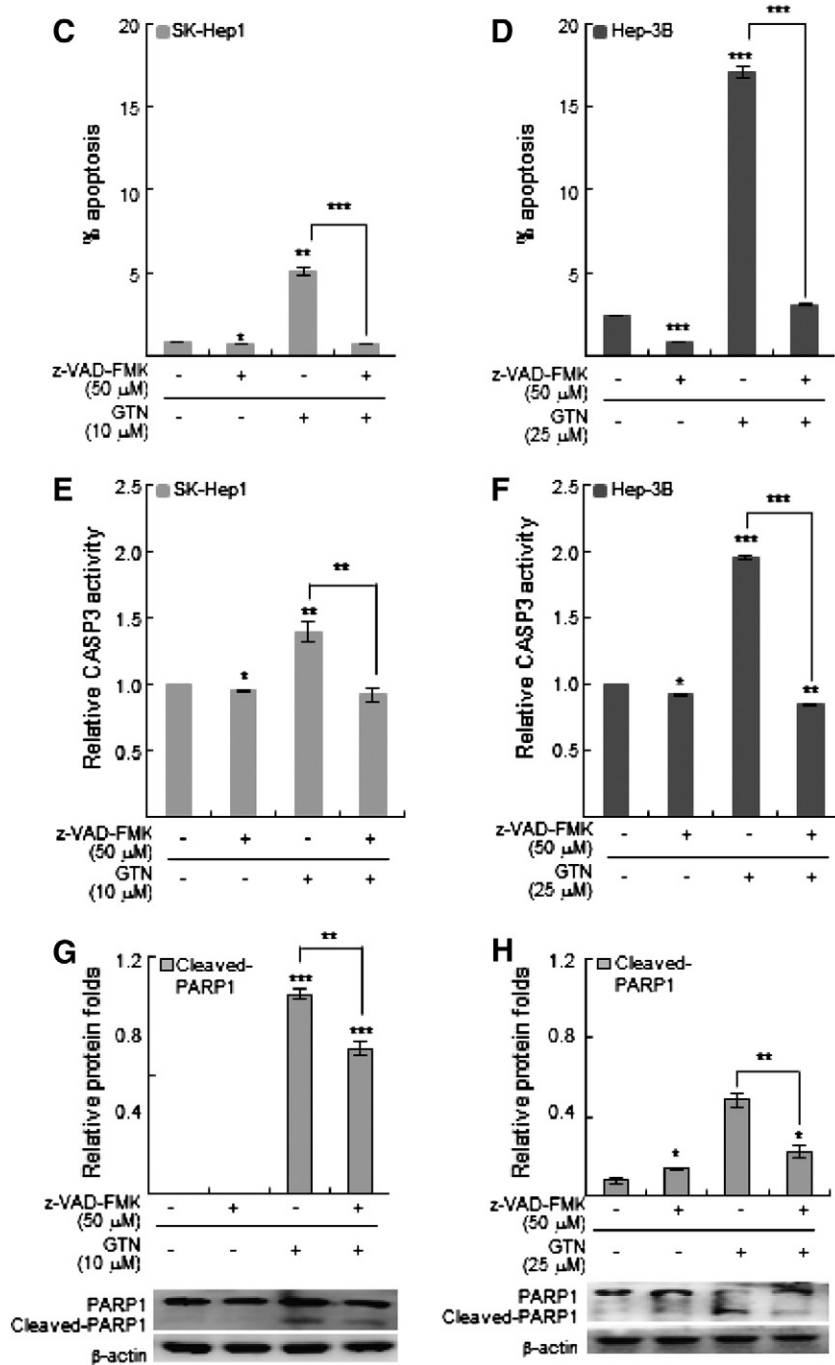 C
SK-Hep1
20
15
10
5
% apoptosis
***
**
*
z-VAD-FMK - + - +
(50 μM)
GTN - - + +
(10 μM)
D
Hep-3B
20
15
10
5
% apoptosis
***
***
***
z-VAD-FMK - + - +
(50 μM)
GTN - - + +
(25 μM)
E
SK-Hep1
2.5
2.0
1.5
1.0
0.5
Relative CASP3 activity
**
**
*
z-VAD-FMK - + - +
(50 μM)
GTN - - + +
(10 μM)
F
Hep-3B
2.5
2.0
1.5
1.0
0.5
Relative CASP3 activity
***
***
*
**
z-VAD-FMK - + - +
(50 μM)
GTN - - + +
(25 μM)
G
Cleaved-
PARP1
1.2
0.8
0.4
Relative protein folds
**
***
***
z-VAD-FMK - + - +
(50 μM)
GTN - - + +
(10 μM)
PARP1
Cleaved-PARP1
β-actin
H
Cleaved-
PARP1
1.2
0.8
0.4
Relative protein folds
**
*
*
z-VAD-FMK - + - +
(50 μM)
GTN - - + +
(25 μM)
PARP1
Cleaved-PARP1
β-actin